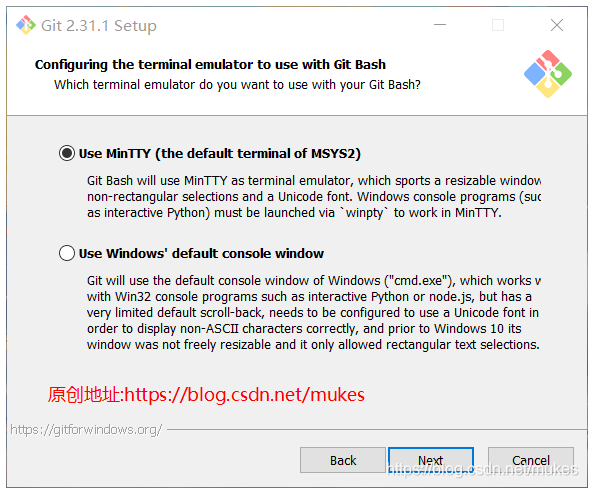 Git 2.31.1 Setup
Configuring the terminal emulator to use with Git Bash
Which terminal emulator do you want to use with your Git Bash?
Use MinTTY (the default terminal of MSYS2)
Git Bash will use MinTTY as terminal emulator, which sports a resizable window
non-rectangular selections and a Unicode font. Windows console programs (suc
as interactive Python) must be launched via `winpty` to work in MinTTY.
Use Windows' default console window
Git will use the default console window of Windows ("cmd.exe"), which works w
with Win32 console programs such as interactive Python or node.js, but has a
very limited default scroll-back, needs to be configured to use a Unicode font in
order to display non-ASCII characters correctly, and prior to Windows 10 its
window was not freely resizable and it only allowed rectangular text selections.
原创地址:https://blog.csdn.net/mukes
https://gitforwindows.org/
Back Next Cancel
https://blog.csdn.net/mukes